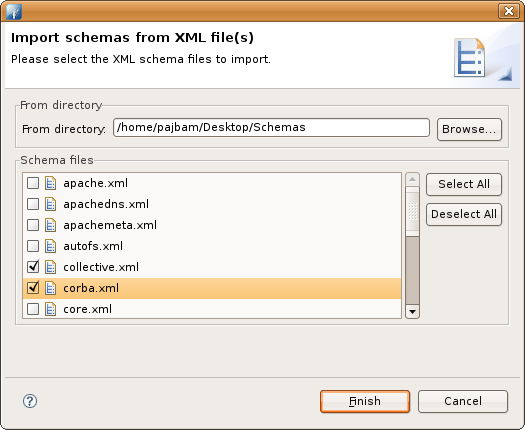 Import schemas from XML file(s)
Please select the XML schema files to import.
From directory
From directory: /home/pajbam/Desktop/Schemas Browse...
Schema files
apache.xml Select All
apachedns.xml
apachemeta.xml Deselect All
autofs.xml
collective.xml
corba.xml
core.xml
? Finish Cancel